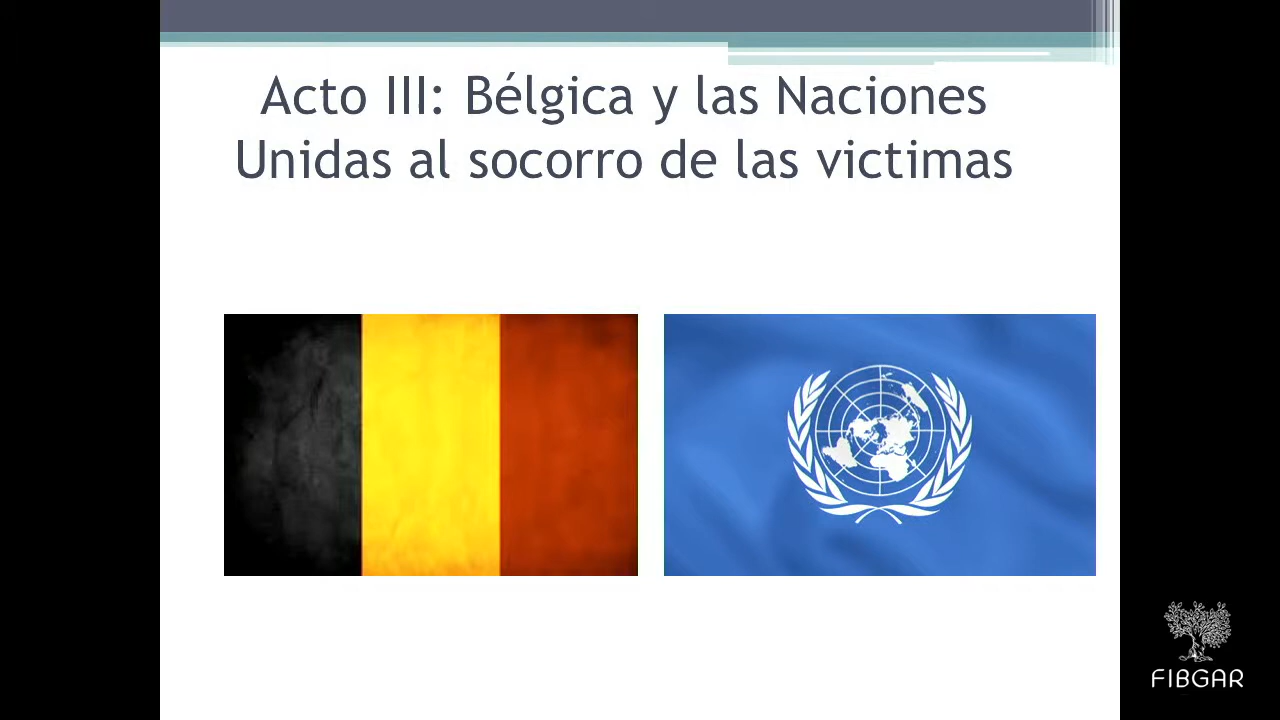 Acto III: Bélgica y las Naciones
Unidas al socorro de las victimas
FIBGAR